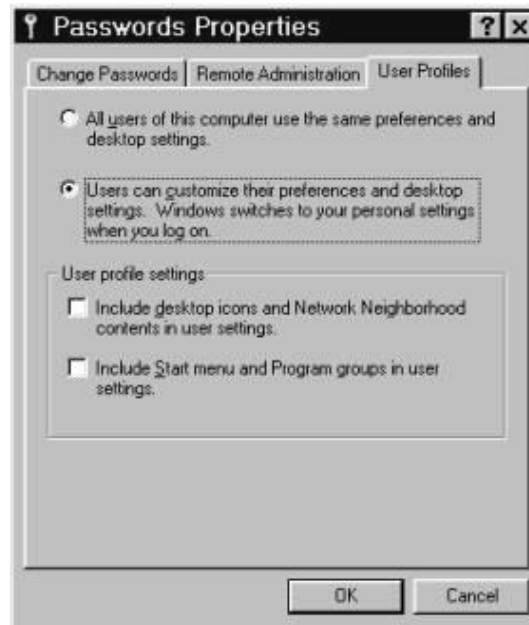 Passwords Properties
Change Passwords
Remote Administration
User Profiles
All users of this computer use the same preferences and
desktop settings.
Users can customize their preferences and desktop
settings. Windows switches to your personal settings
when you log on.
User profile settings
Include desktop icons and Network Neighborhood
contents in user settings.
Include Start menu and Program groups in user
settings.
OK
Cancel